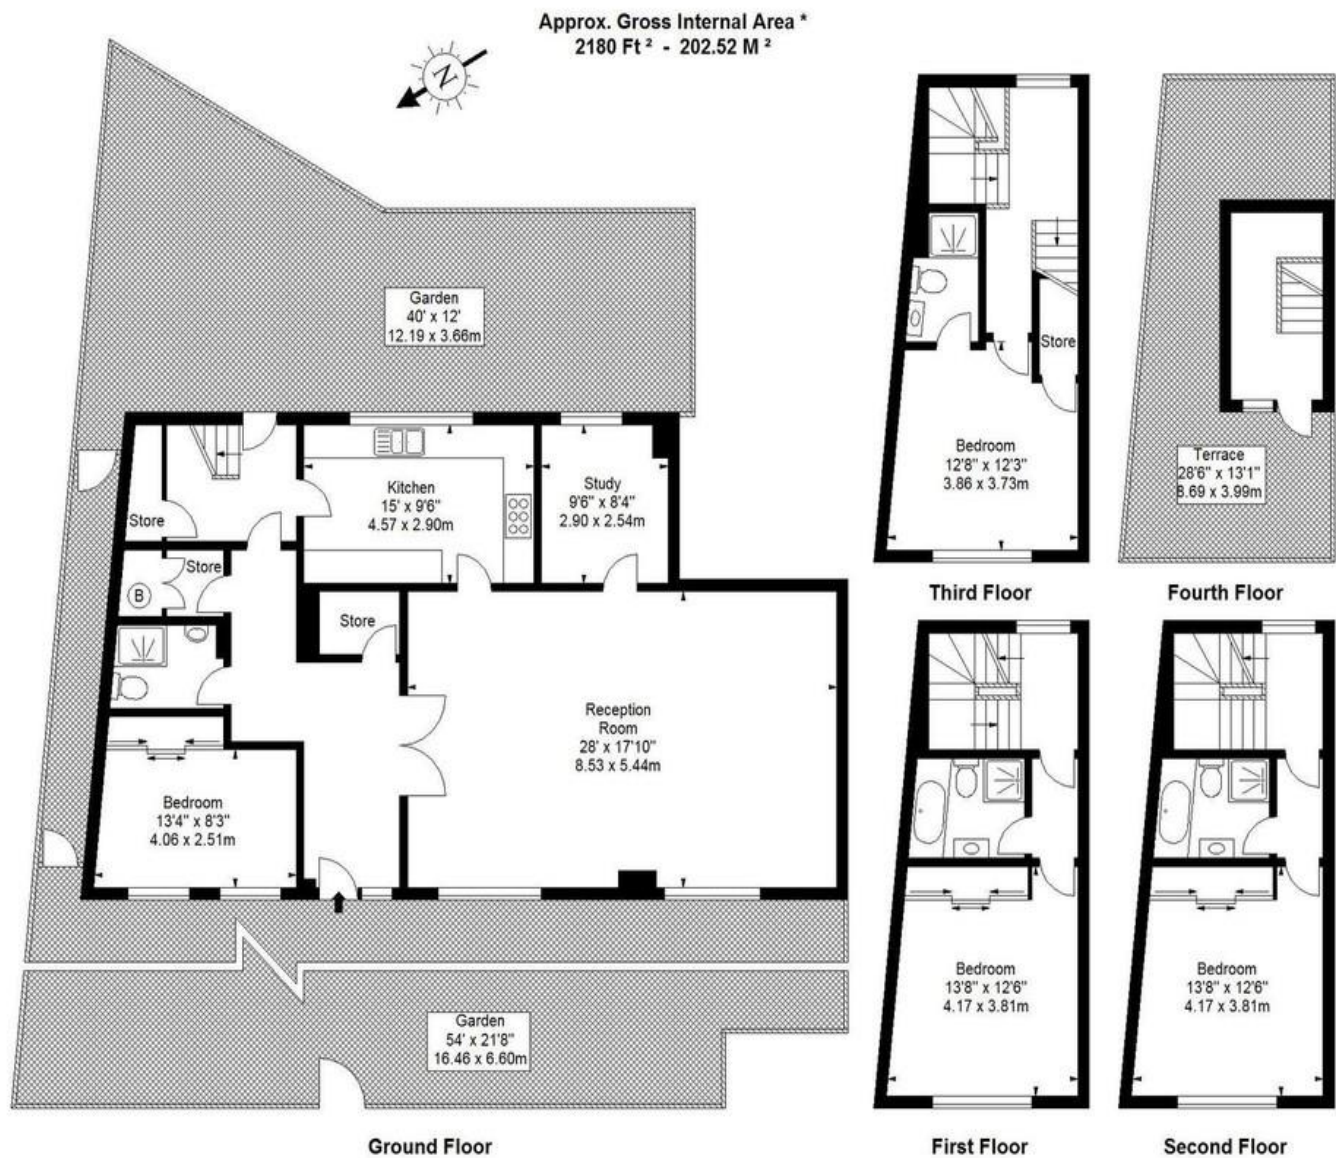 Approx. Gross Internal Area *
2180 Ft ² - 202.52 M ²
N
Garden
40' x 12'
12.19 x 3.66m
Kitchen
15' x 9'6"
4.57 x 2.90m
Study
9'6" x 8'4"
2.90 x 2.54m
Store
Store
B
Store
Reception
Room
28' x 17'10"
8.53 x 5.44m
Bedroom
13'4" x 8'3"
4.06 x 2.51m
Garden
54' x 21'8"
16.46 x 6.60m
Ground Floor
Store
Bedroom
12'8" x 12'3"
3.86 x 3.73m
Third Floor
Terrace
28'6" x 13'1"
8.69 x 3.99m
Fourth Floor
Bedroom
13'8" x 12'6"
4.17 x 3.81m
First Floor
Bedroom
13'8" x 12'6"
4.17 x 3.81m
Second Floor